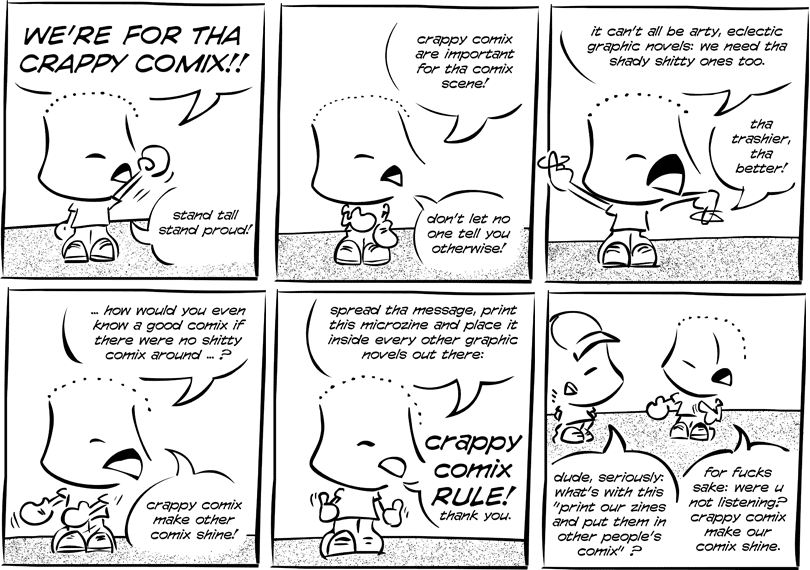 WE'RE FOR THA
CRAPPY COMIX!!
stand tall
stand proud!
crappy comix
are important
for tha comix
scene!
don't let no
one tell you
otherwise!
it can't all be arty, eclectic
graphic novels: we need tha
shady shitty ones too.
tha
trashier,
tha
better!
... how would you even
know a good comix if
there were no shitty
comix around ... ?
crappy comix
make other
comix shine!
spread tha message, print
this microzine and place it
inside every other graphic
novels out there:
crappy
comix
RULE!
thank you.
dude, seriously:
what's with this
"print our zines
and put them in
other people's
comix" ?
for fucks
sake: were u
not listening?
crappy comix
make our
comix shine.